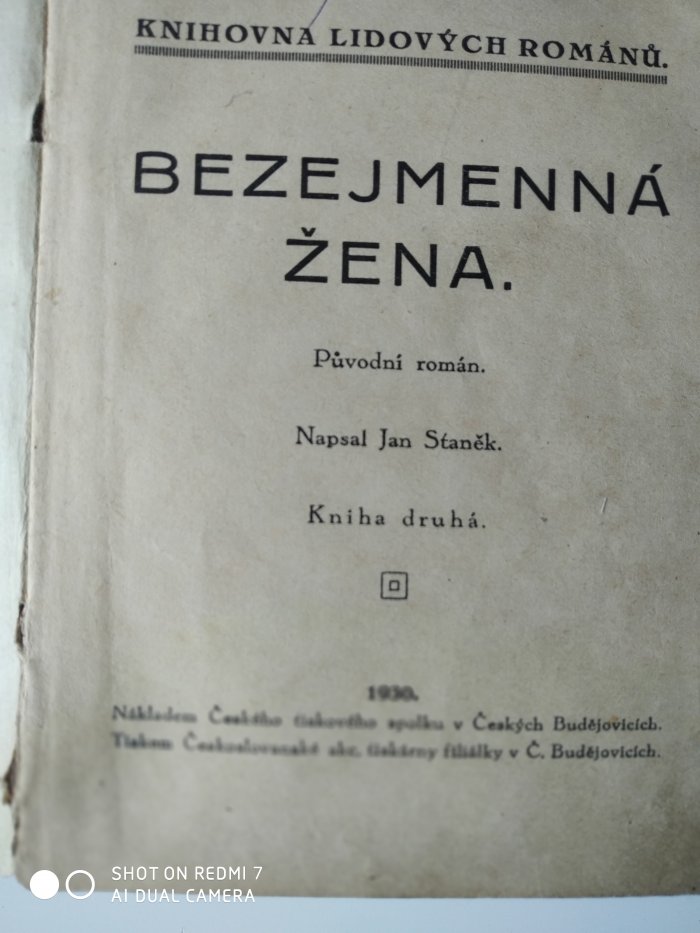 KNIHOVNA LIDOVÝCH ROMÁNŮ.
BEZEJMENNÁ
ŽENA.
Původní román.
Napsal Jan Staněk.
Kniha druhá.
1930.
Nákladem Českého tiskového spolku v Českých Budějovicích.
Tiskem Českoslovanské akc. tiskárny filiálky v Č. Budějovicích.
SHOT ON REDMI 7
AI DUAL CAMERA